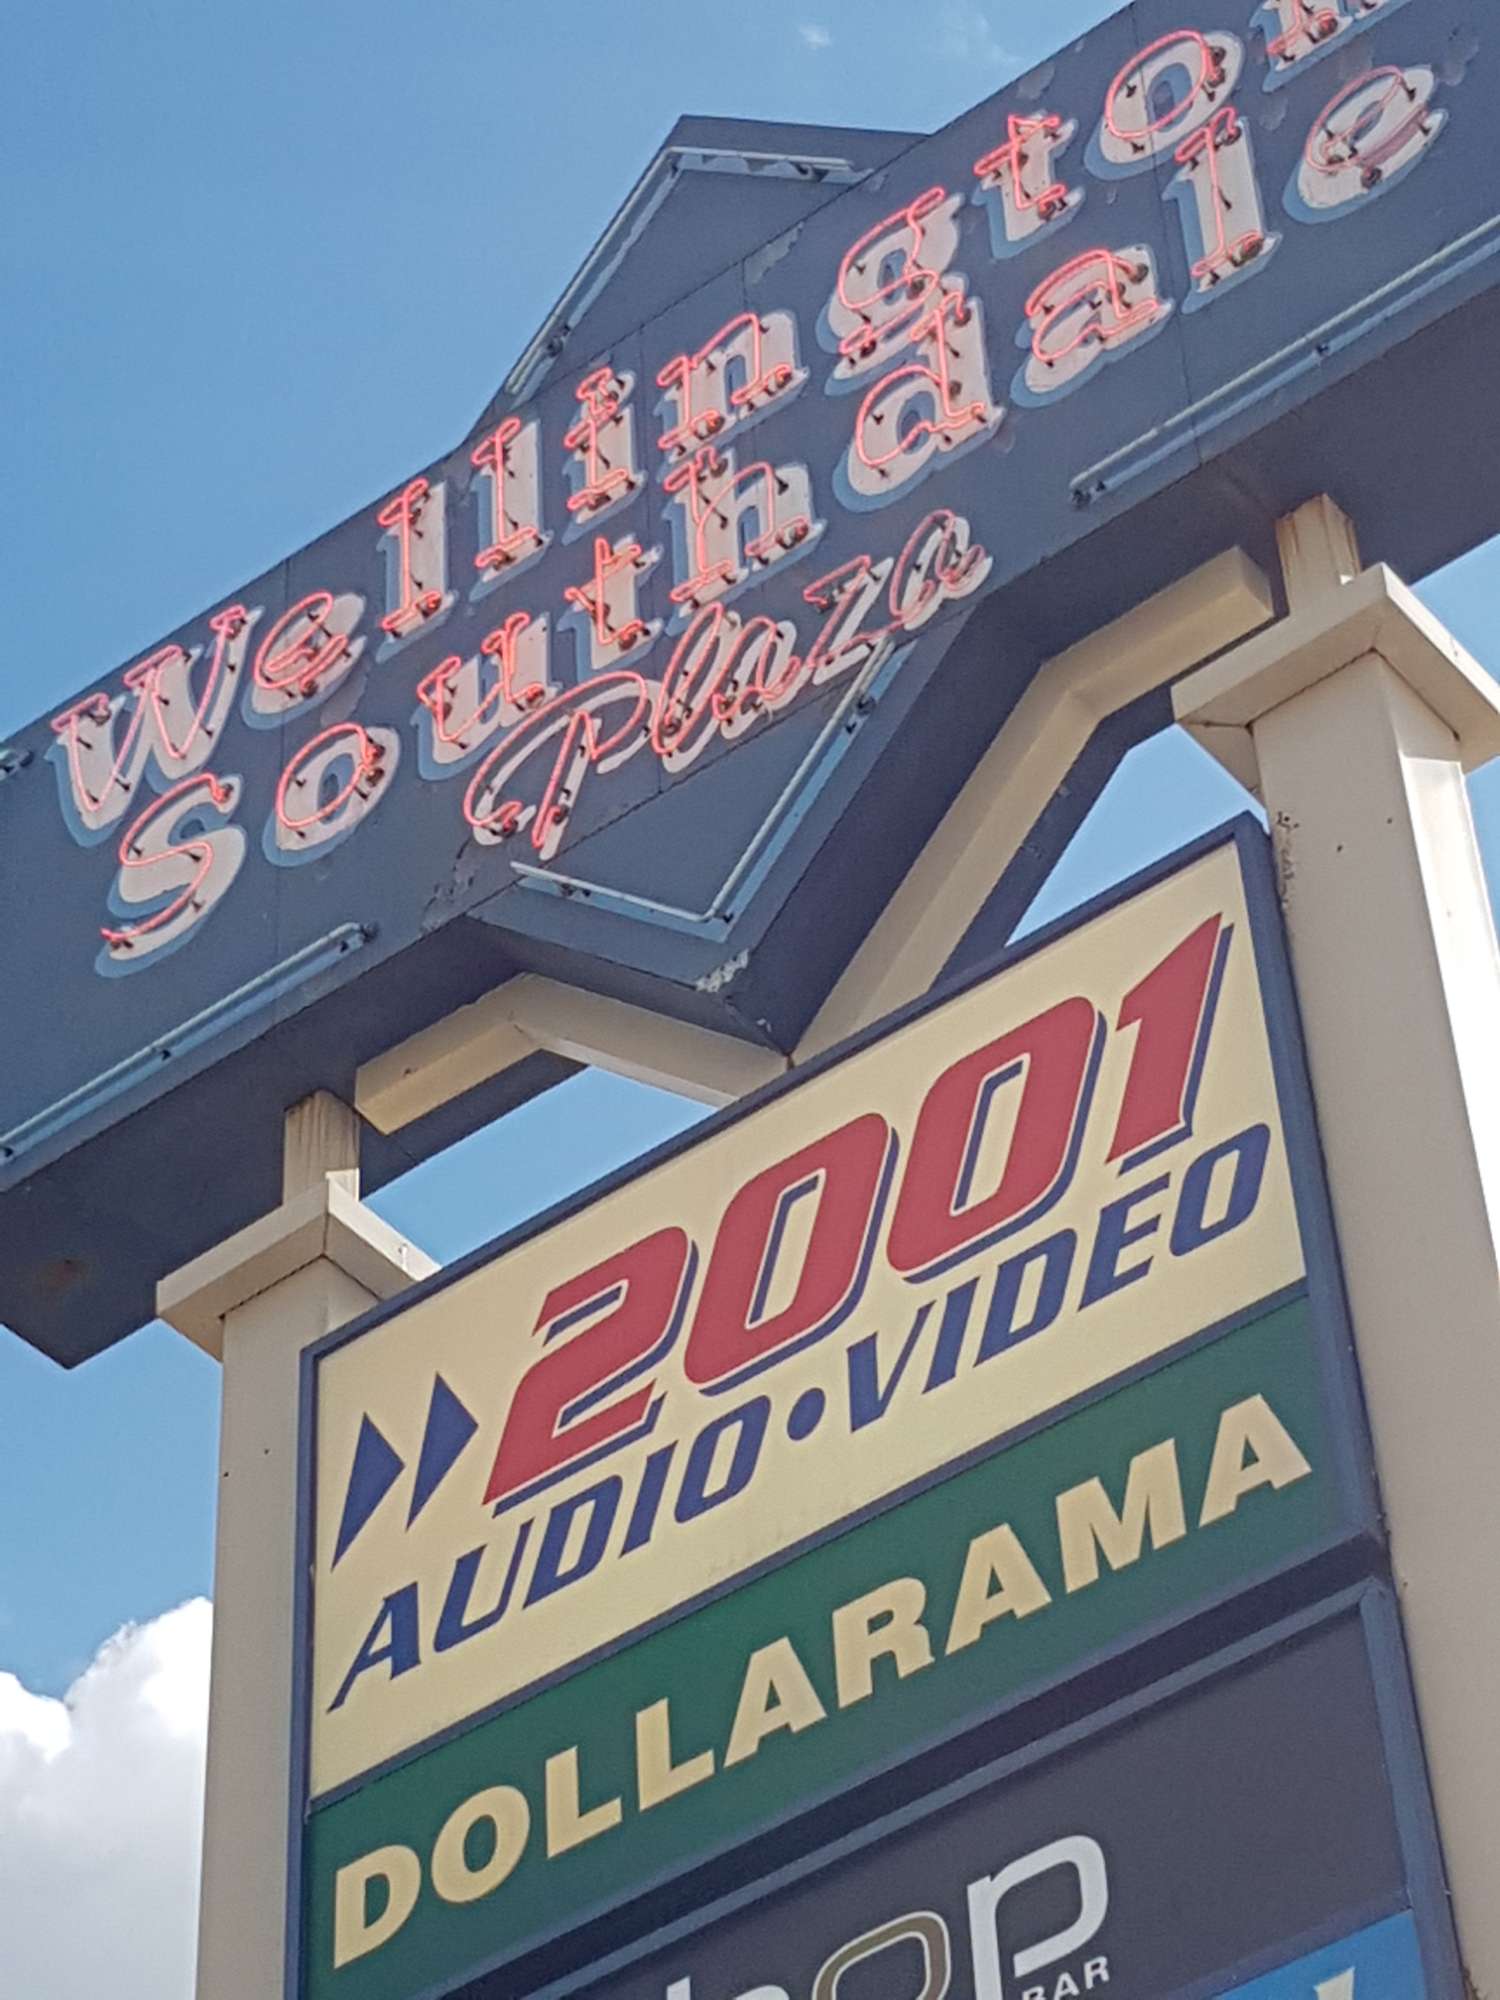 Wellington
Southdale
Plaza
2001
AUDIO•VIDEO
DOLLARAMA
BAR